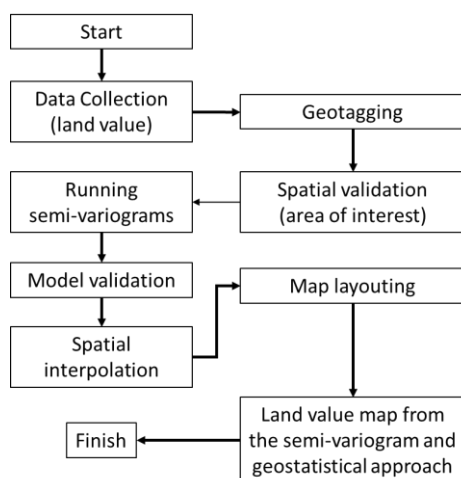 Start
Data Collection
(land value)
Geotagging
Spatial validation
(area of interest)
Running
semi-variograms
Model validation
Spatial
interpolation
Map layouting
Land value map from
the semi-variogram and
geostatistical approach
Finish